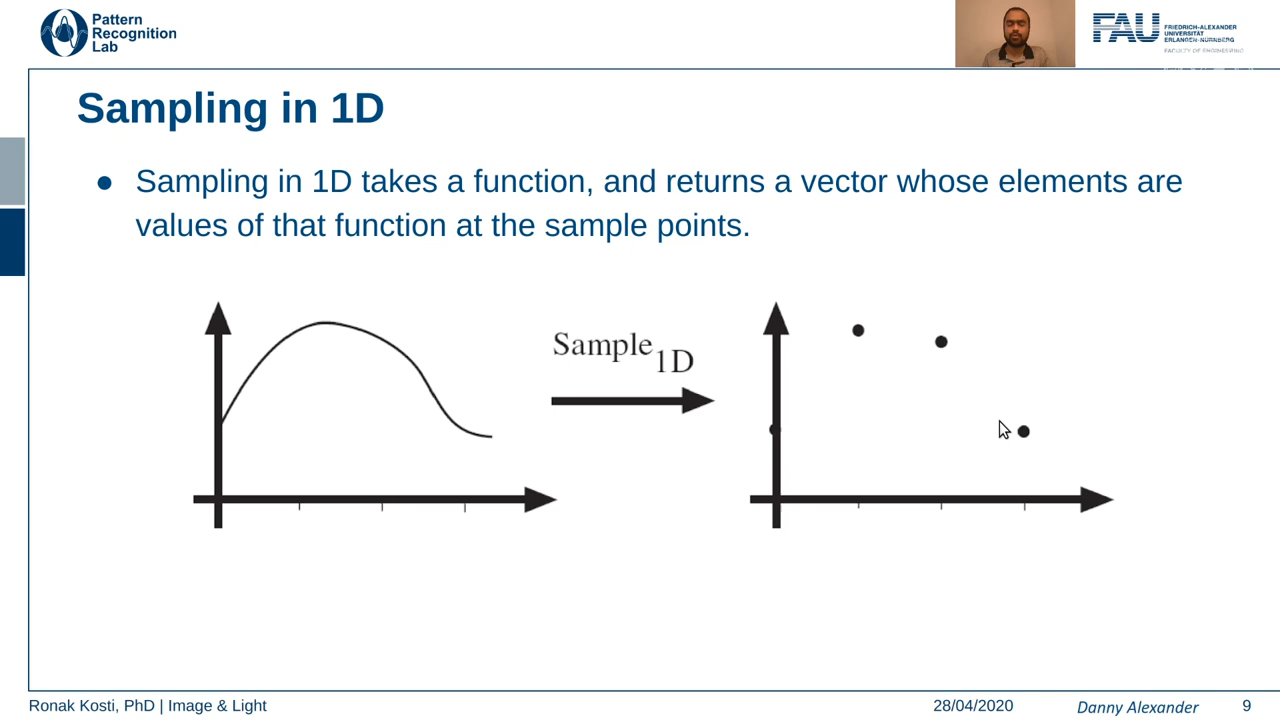 Pattern
Recognition
Lab
FAU
FRIEDRICH-ALEXANDER
UNIVERSITÄT
ERLANGEN-NÜRNBERG
FACULTY OF ENGINEERING
Sampling in 1D
● Sampling in 1D takes a function, and returns a vector whose elements are
values of that function at the sample points.
Sample1D
Ronak Kosti, PhD | Image & Light
28/04/2020
Danny Alexander
9